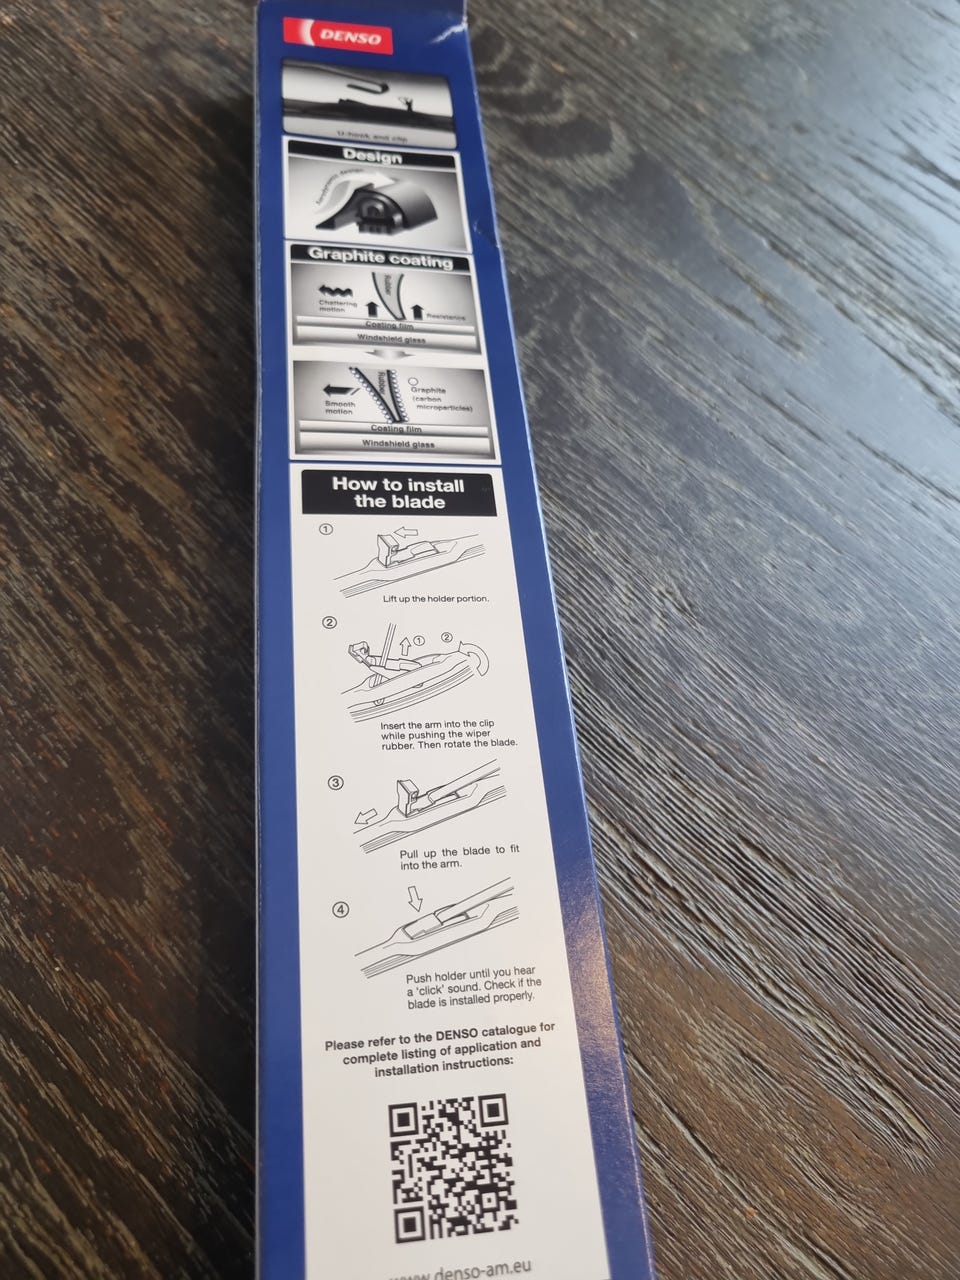 DENSO
U-hook and clip
Design
Aerodynamic design
Graphite coating
Rubber
Chattering
motion
Resistance
Coating film
Windshield glass
Rubber
Graphite
(carbon
microparticles)
Smooth
motion
Coating film
Windshield glass
How to install
the blade
①
Lift up the holder portion.
②
①
②
Insert the arm into the clip
while pushing the wiper
rubber. Then rotate the blade.
③
Pull up the blade to fit
into the arm.
④
Push holder until you hear
a 'click' sound. Check if the
blade is installed properly.
Please refer to the DENSO catalogue for
complete listing of application and
installation instructions:
www.denso-am.eu